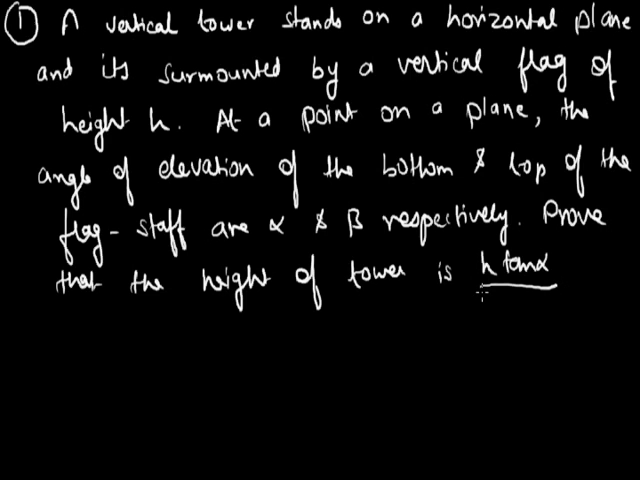 ① A vertical tower stands on a horizontal plane
and its surmounted by a vertical flag of
height h. At a point on a plane, the
angle of elevation of the bottom & top of the
flag - staff are α & β respectively. Prove
that the height of tower is h tanα